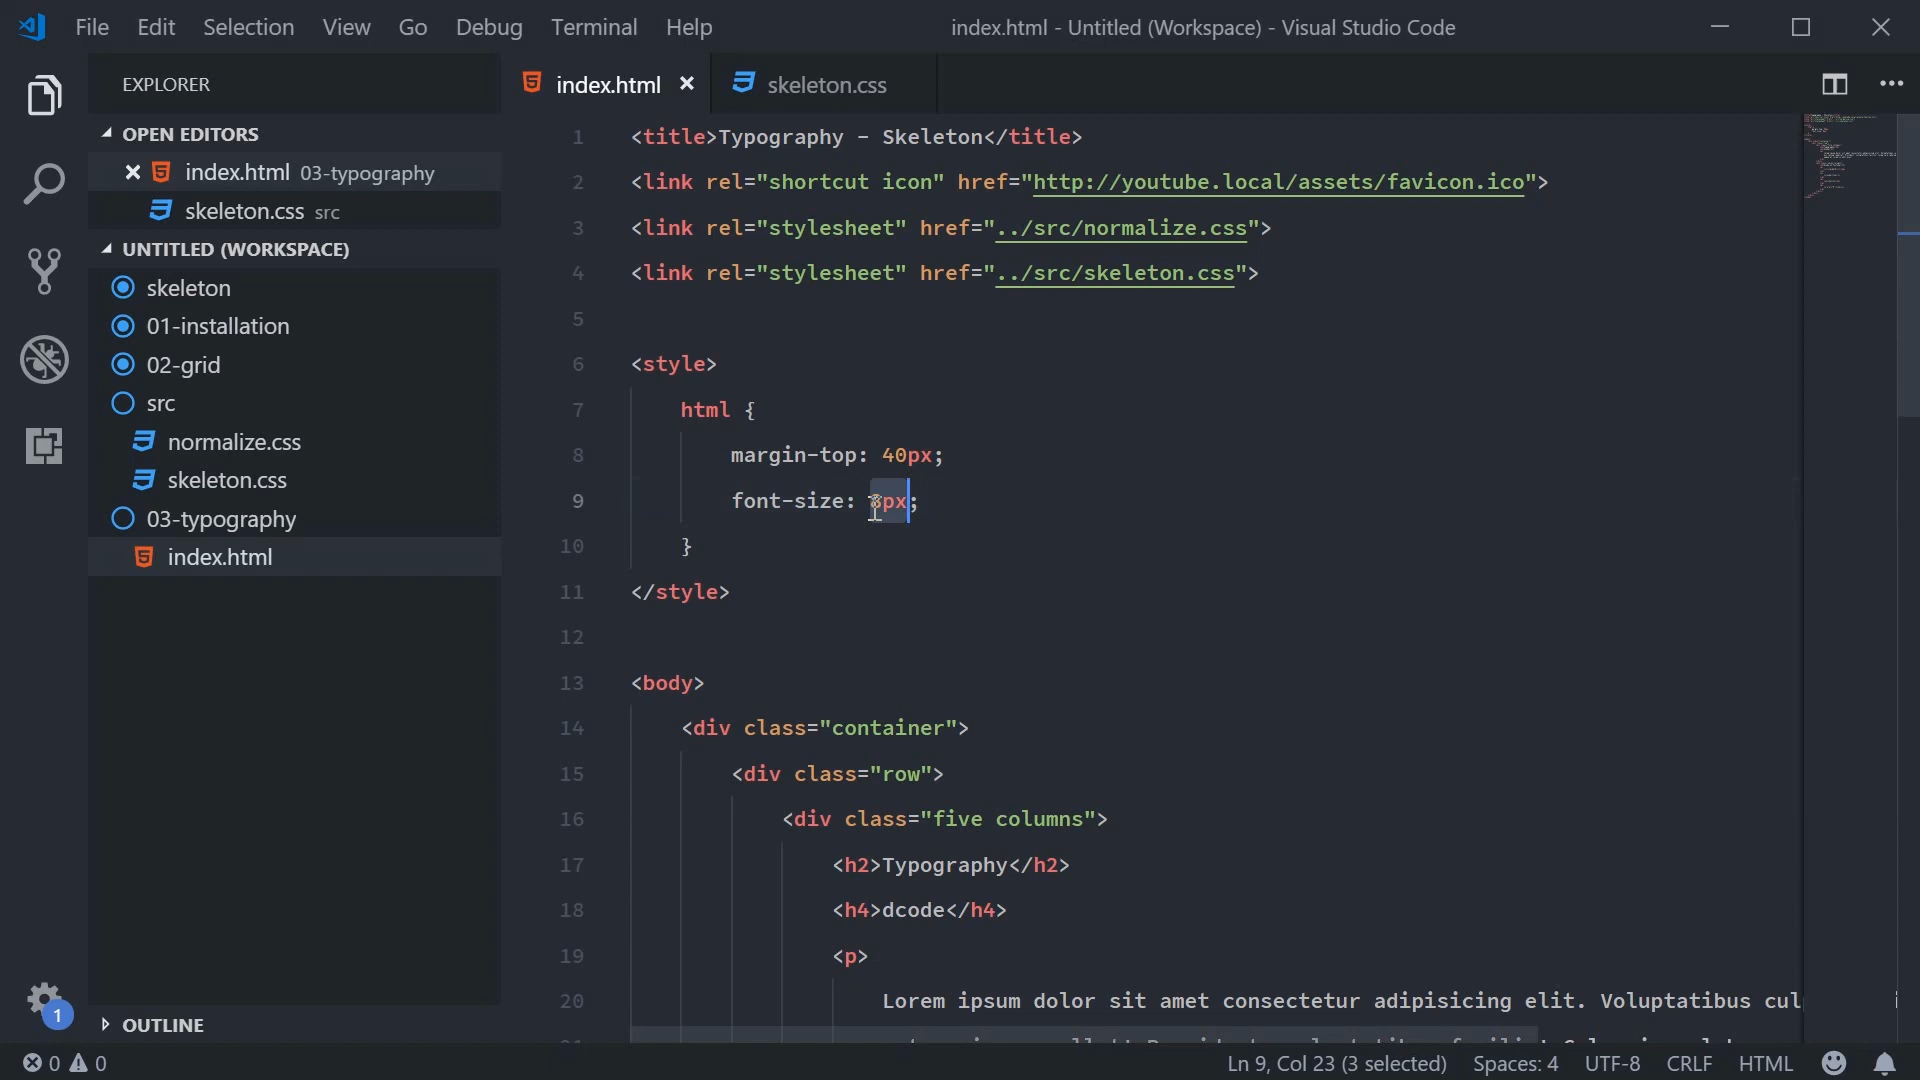 File Edit Selection View Go Debug Terminal Help
index.html - Untitled (Workspace) - Visual Studio Code
EXPLORER
OPEN EDITORS
index.html 03-typography
skeleton.css src
UNTITLED (WORKSPACE)
skeleton
01-installation
02-grid
src
normalize.css
skeleton.css
03-typography
index.html
OUTLINE
1
index.html
skeleton.css
1 <title>Typography - Skeleton</title>
2 <link rel="shortcut icon" href="http://youtube.local/assets/favicon.ico">
3 <link rel="stylesheet" href="../src/normalize.css">
4 <link rel="stylesheet" href="../src/skeleton.css">
5
6 <style>
7 html {
8 margin-top: 40px;
9 font-size: 8px;
10 }
11 </style>
12
13 <body>
14 <div class="container">
15 <div class="row">
16 <div class="five columns">
17 <h2>Typography</h2>
18 <h4>dcode</h4>
19 <p>
20 Lorem ipsum dolor sit amet consectetur adipisicing elit. Voluptatibus cul
0 0
Ln 9, Col 23 (3 selected) Spaces: 4 UTF-8 CRLF HTML